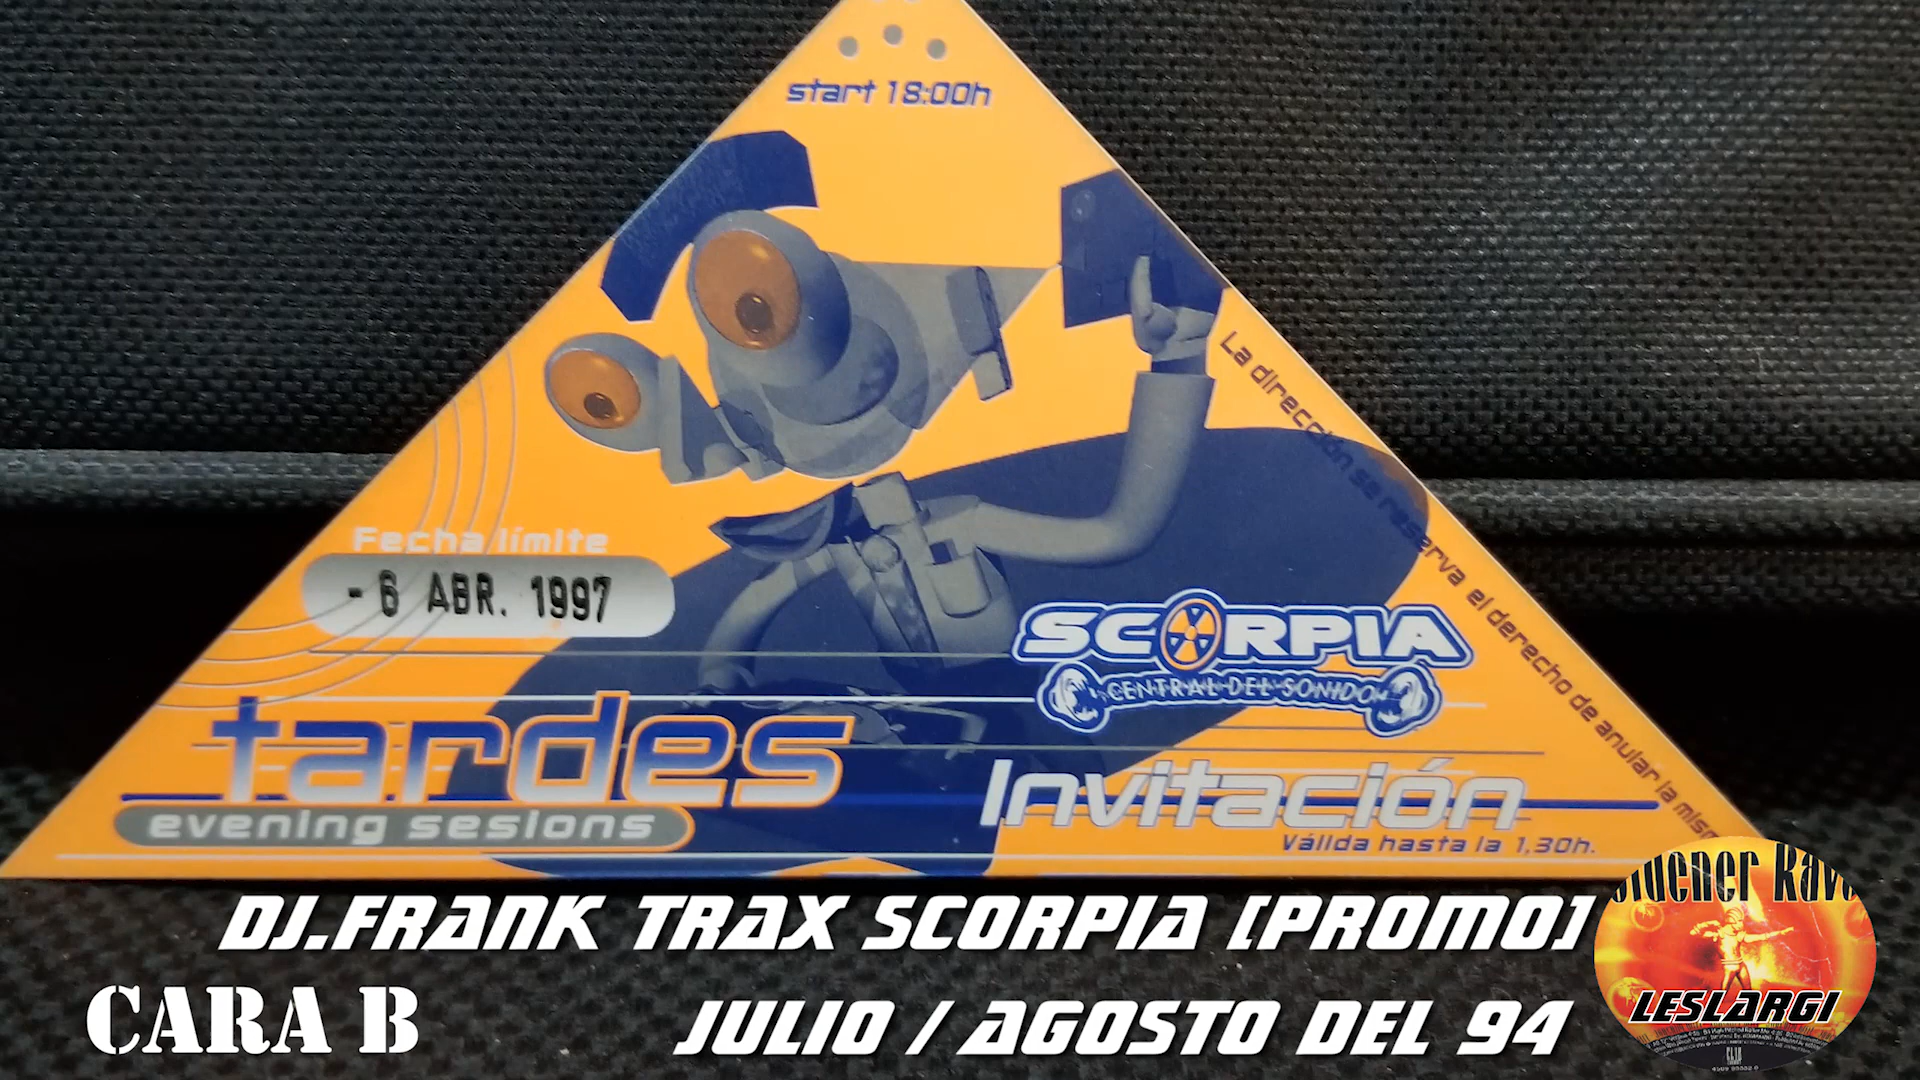 start 18:00h
La dirección se reserva el derecho de anular la
Fecha límite
- 6 ABR. 1997
SCORPIA
CENTRAL DEL SONIDO
tardes
evening sesions
Invitación
Válida hasta la 1,30h.
DJ.FRANK TRAX SCORPIA [PROMO]
CARA B
JULIO / AGOSTO DEL 94
LESLARGI